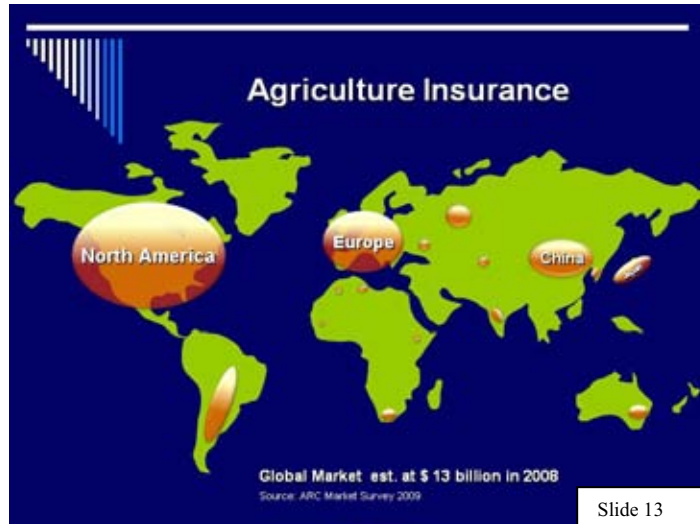 Agriculture Insurance
North America
Europe
China
Global Market est. at $ 13 billion in 2008
Source: ARC Market Survey 2009
Slide 13